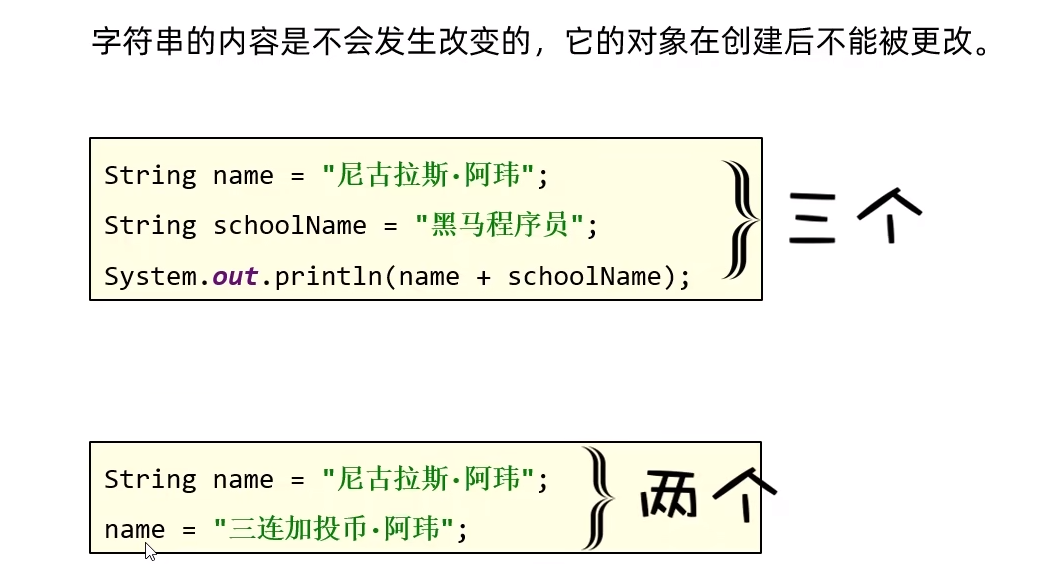 字符串的内容是不会发生改变的，它的对象在创建后不能被更改。
String name = "尼古拉斯·阿玮";
String schoolName = "黑马程序员";
System.out.println(name + schoolName);
三个
String name = "尼古拉斯·阿玮";
name = "三连加投币·阿玮";
两个